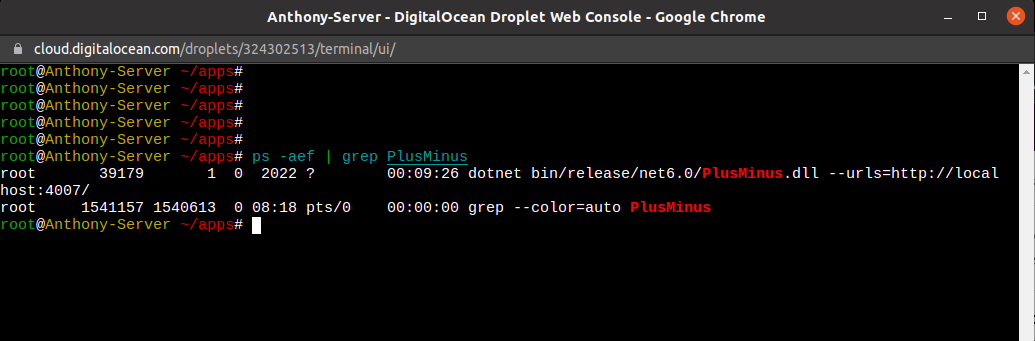 Anthony-Server - DigitalOcean Droplet Web Console - Google Chrome
cloud.digitalocean.com/droplets/324302513/terminal/ui/
root@Anthony-Server ~/apps#
root@Anthony-Server ~/apps#
root@Anthony-Server ~/apps#
root@Anthony-Server ~/apps#
root@Anthony-Server ~/apps#
root@Anthony-Server ~/apps# ps -aef | grep PlusMinus
root       39179       1  0  2022 ?        00:09:26 dotnet bin/release/net6.0/PlusMinus.dll --urls=http://local
host:4007/
root     1541157 1540613  0 08:18 pts/0    00:00:00 grep --color=auto PlusMinus
root@Anthony-Server ~/apps#